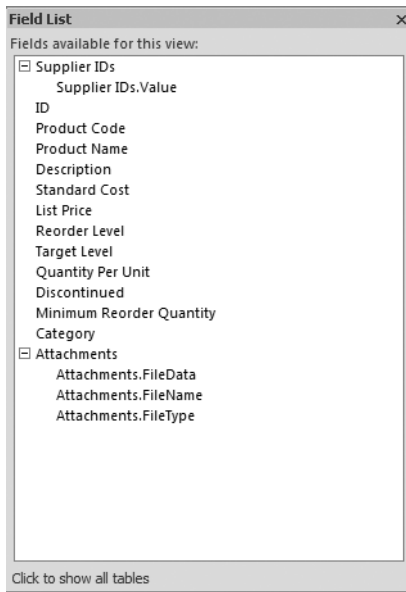 Field List
Fields available for this view:
Supplier IDs
Supplier IDs.Value
ID
Product Code
Product Name
Description
Standard Cost
List Price
Reorder Level
Target Level
Quantity Per Unit
Discontinued
Minimum Reorder Quantity
Category
Attachments
Attachments.FileData
Attachments.FileName
Attachments.FileType
Click to show all tables